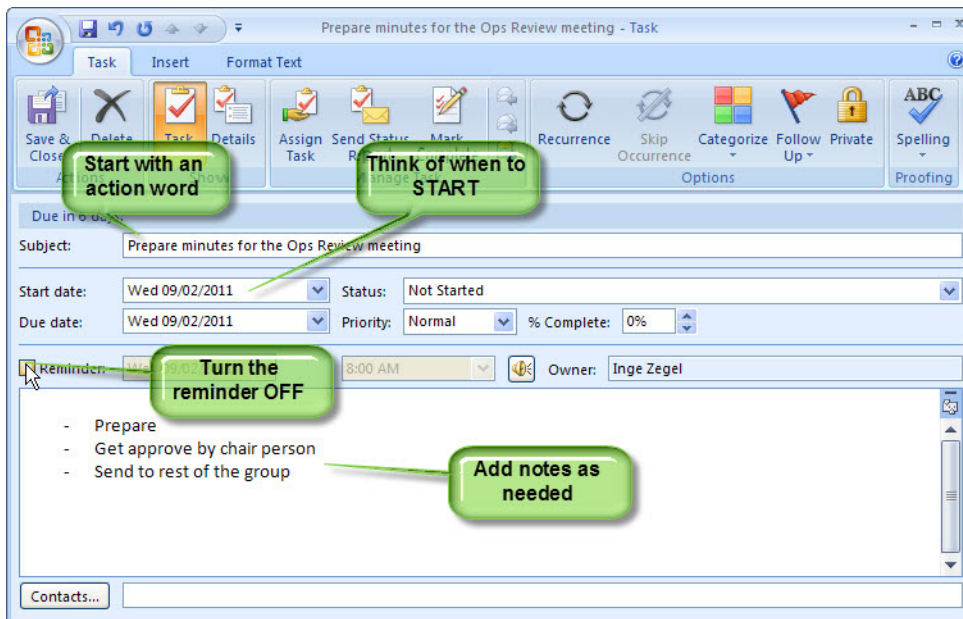 Prepare minutes for the Ops Review meeting - Task
Task Insert Format Text
Save & Close Delete Task Details Assign Task Send Status Mark Recurrence Skip Occurrence Categorize Follow Up Private ABC Spelling
Manage Task Options Proofing
Start with an action word
Think of when to START
Due in 6 days.
Subject: Prepare minutes for the Ops Review meeting
Start date: Wed 09/02/2011 Status: Not Started
Due date: Wed 09/02/2011 Priority: Normal % Complete: 0%
Reminder: 8:00 AM Owner: Inge Zegel
Turn the reminder OFF
- Prepare
- Get approve by chair person
- Send to rest of the group
Add notes as needed
Contacts...